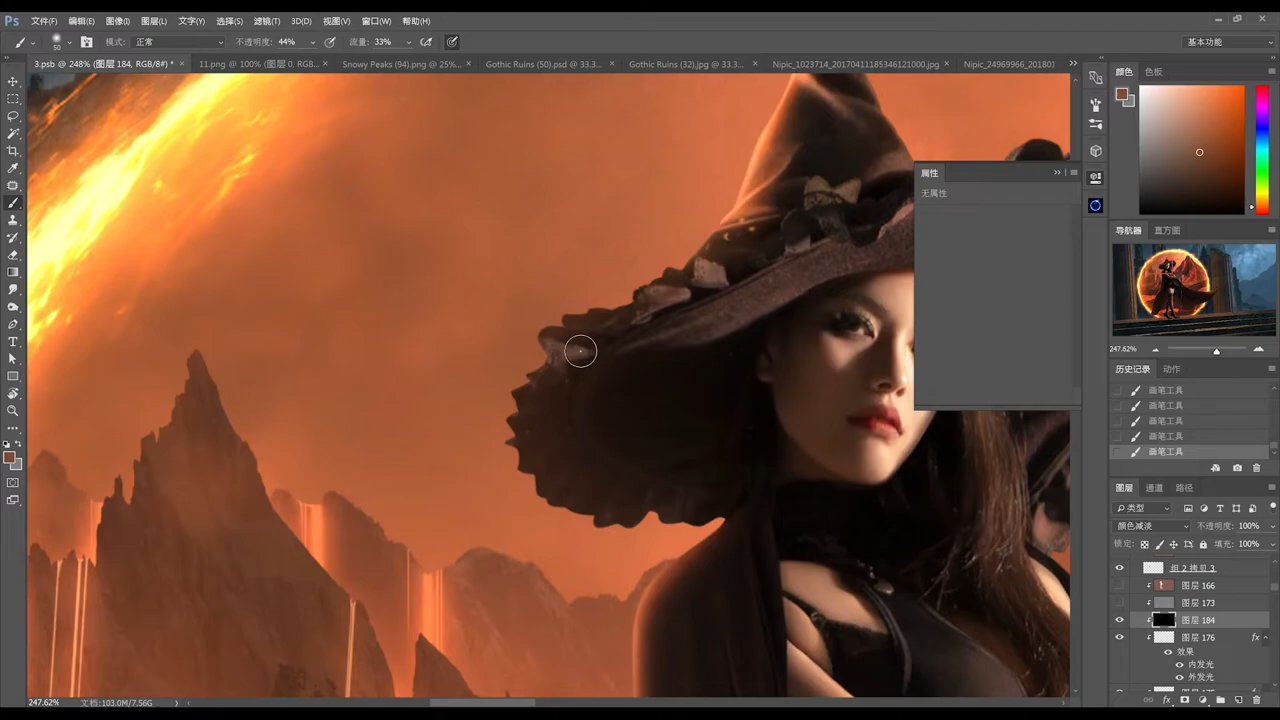 Ps 文件(F) 编辑(E) 图像(I) 图层(L) 文字(Y) 选择(S) 滤镜(T) 3D(D) 视图(V) 窗口(W) 帮助(H)
50 模式: 正常 不透明度: 44% 流量: 33% 基本功能
3.psb @ 248% (图层 184, RGB/8#) * × 11.png @ 100% (图层 0, RGB... × Snowy Peaks (94).png @ 25%... × Gothic Ruins (50).psd @ 33.3... × Gothic Ruins (32).jpg @ 33.3... × Nipic_1023714_20170411185346121000.jpg × Nipic_24969966_201801
颜色 色板
属性
无属性
导航器 直方图
247.62%
历史记录 动作
画笔工具
画笔工具
画笔工具
画笔工具
画笔工具
图层 通道 路径
类型
颜色减淡 不透明度: 100%
锁定: 填充: 100%
组 2 拷贝 3
图层 166
图层 173
图层 184
图层 176 fx
效果
内发光
外发光
247.62% 文档:103.0M/7.56G